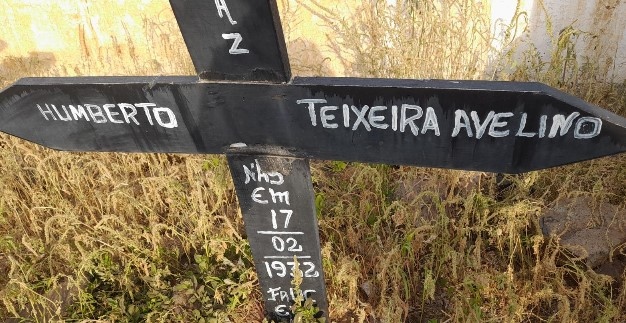 A
Z
HUMBERTO TEIXEIRA AVELINO
NAS
EM
17
02
1932